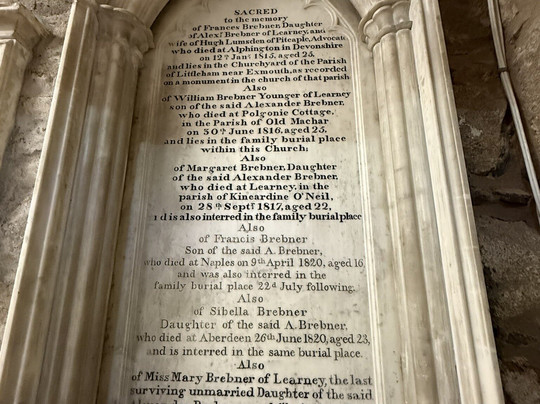 SACRED
to the memory
of Frances Brebner, Daughter
of Alexr Brebner of Learney, and
wife of Hugh Lumsden of Pitcaple, Advocate
who died at Alphington in Devonshire
on 12th Jany 1815, aged 25,
and lies in the Churchyard of the Parish
of Littleham near Exmouth, as recorded
on a monument in the church of that parish
Also
of William Brebner Younger of Learney
son of the said Alexander Brebner,
who died at Polgonie Cottage,
in the Parish of Old Machar
on 30th June 1816, aged 25,
and lies in the family burial place
within this Church;
Also
of Margaret Brebner, Daughter
of the said Alexander Brebner,
who died at Learney, in the
parish of Kincardine O'Neil,
on 28th Septr 1817, aged 22,
d is also interred in the family burial place
Also
of Francis Brebner
Son of the said A. Brebner,
who died at Naples on 9th April 1820, aged 16,
and was also interred in the
family burial place 22d July following;
Also
of Sibella Brebner
Daughter of the said A. Brebner,
who died at Aberdeen 26th June 1820, aged 23,
and is interred in the same burial place.
Also
of Miss Mary Brebner of Learney, the last
surviving unmarried Daughter of the said